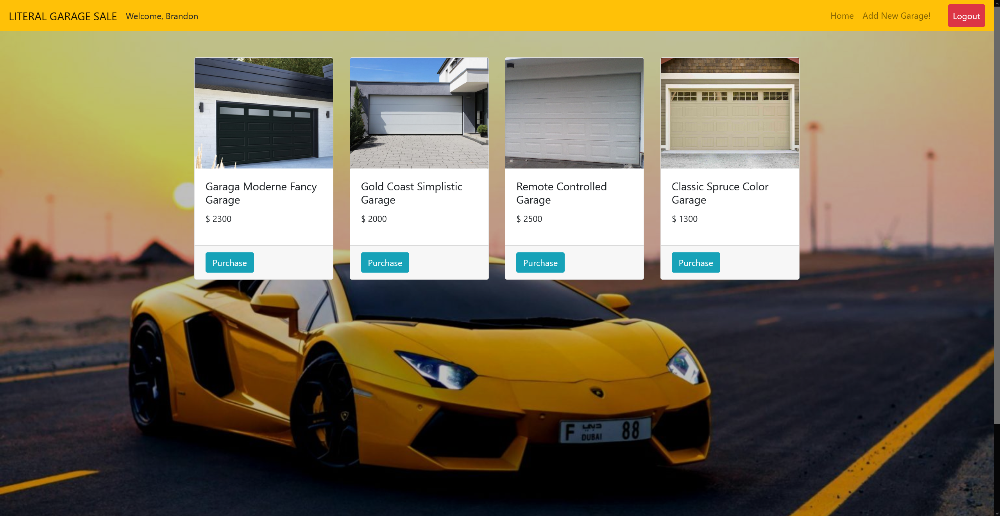 LITERAL GARAGE SALE Welcome, Brandon Home Add New Garage! Logout
Garaga Moderne Fancy
Garage
$ 2300
Purchase
Gold Coast Simplistic
Garage
$ 2000
Purchase
Remote Controlled
Garage
$ 2500
Purchase
Classic Spruce Color
Garage
$ 1300
Purchase
F دبي DUBAI 88